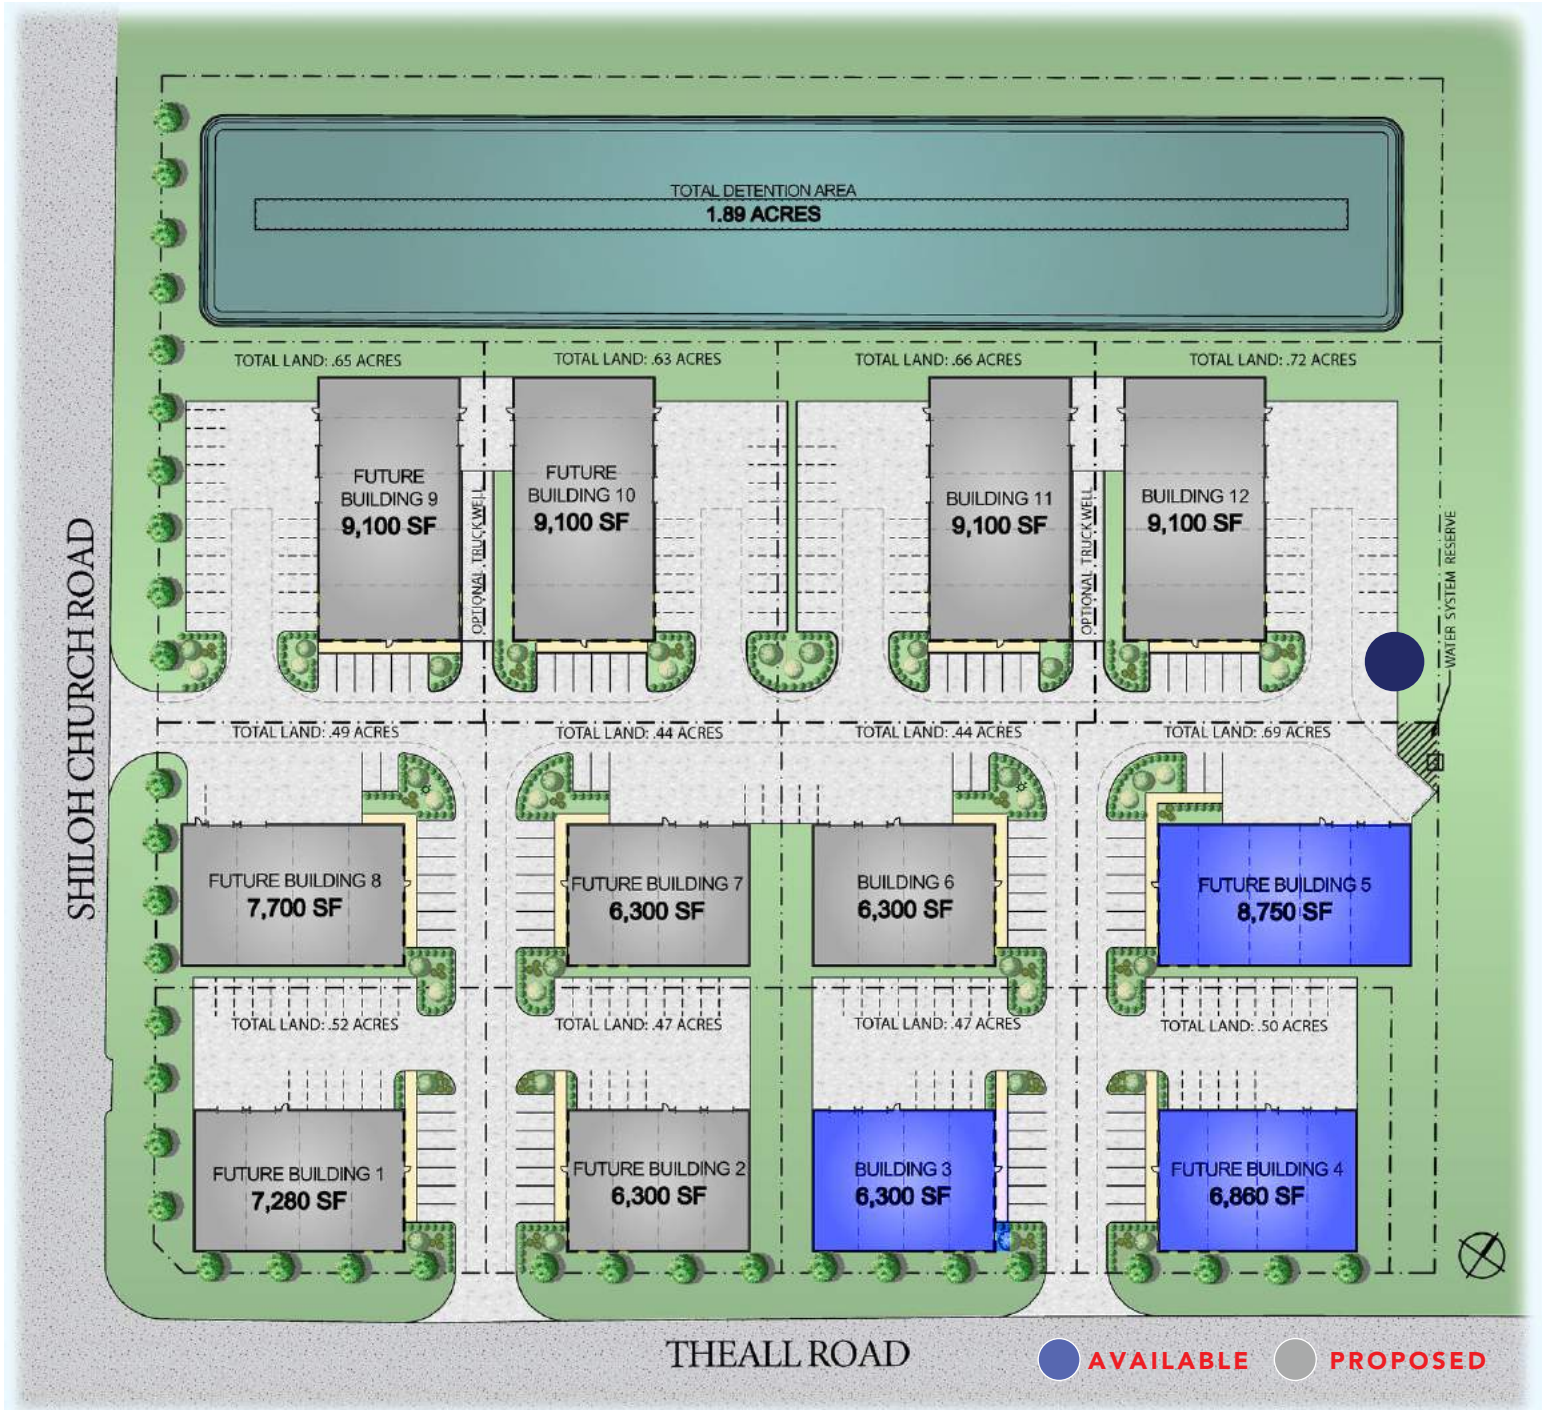 TOTAL DETENTION AREA
1.89 ACRES
TOTAL LAND: .65 ACRES
TOTAL LAND: .63 ACRES
TOTAL LAND: .66 ACRES
TOTAL LAND: .72 ACRES
FUTURE
BUILDING 9
9,100 SF
OPTIONAL TRUCK WELL
FUTURE
BUILDING 10
9,100 SF
BUILDING 11
9,100 SF
OPTIONAL TRUCK WELL
BUILDING 12
9,100 SF
WATER SYSTEM RESERVE
SHILOH CHURCH ROAD
TOTAL LAND: .49 ACRES
TOTAL LAND: .44 ACRES
TOTAL LAND: .44 ACRES
TOTAL LAND: .69 ACRES
FUTURE BUILDING 8
7,700 SF
FUTURE BUILDING 7
6,300 SF
BUILDING 6
6,300 SF
FUTURE BUILDING 5
8,750 SF
TOTAL LAND: .52 ACRES
TOTAL LAND: .47 ACRES
TOTAL LAND: .47 ACRES
TOTAL LAND: .50 ACRES
FUTURE BUILDING 1
7,280 SF
FUTURE BUILDING 2
6,300 SF
BUILDING 3
6,300 SF
FUTURE BUILDING 4
6,860 SF
THEALL ROAD
AVAILABLE
PROPOSED